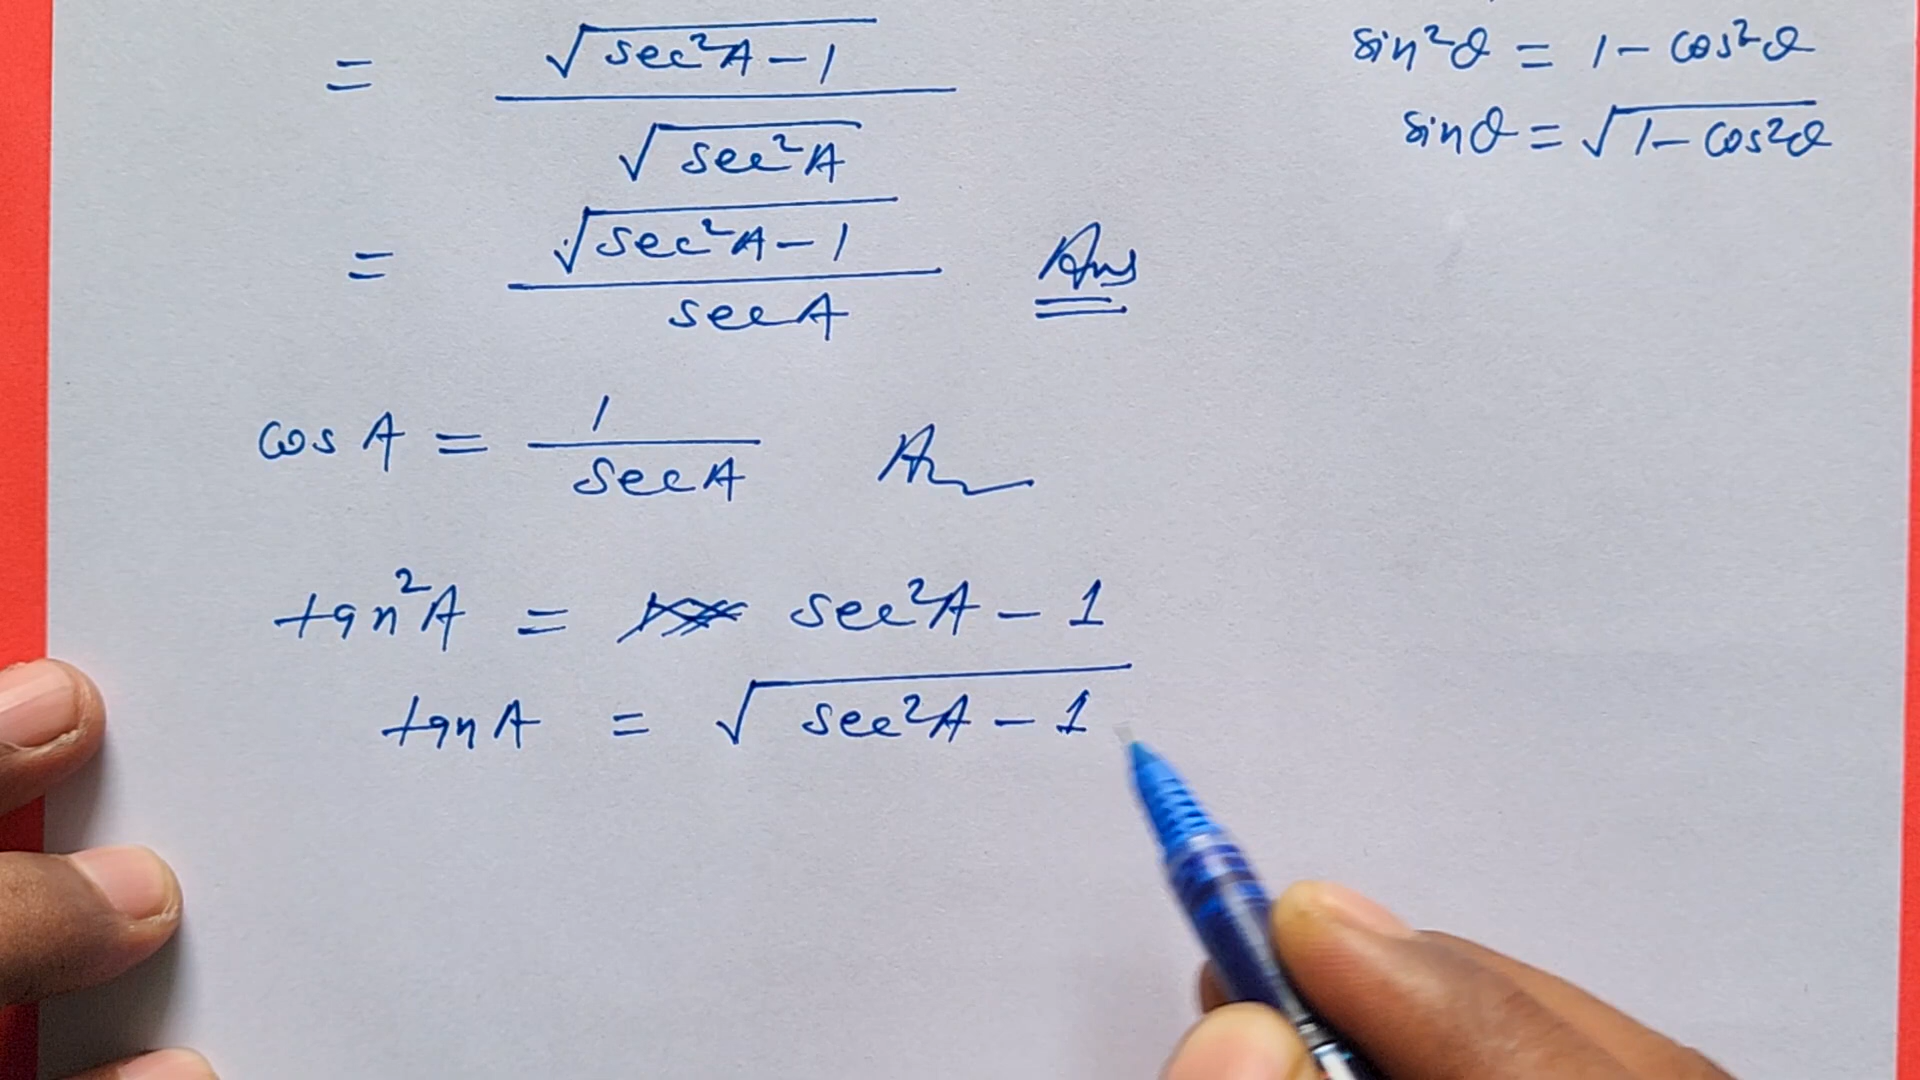 = √(sec²A − 1) / √(sec²A)
= √(sec²A − 1) / secA Ans
cos A = 1 / secA Ans
tan²A = sec²A − 1
tanA = √(sec²A − 1)
sin²θ = 1 − cos²θ
sinθ = √(1 − cos²θ)